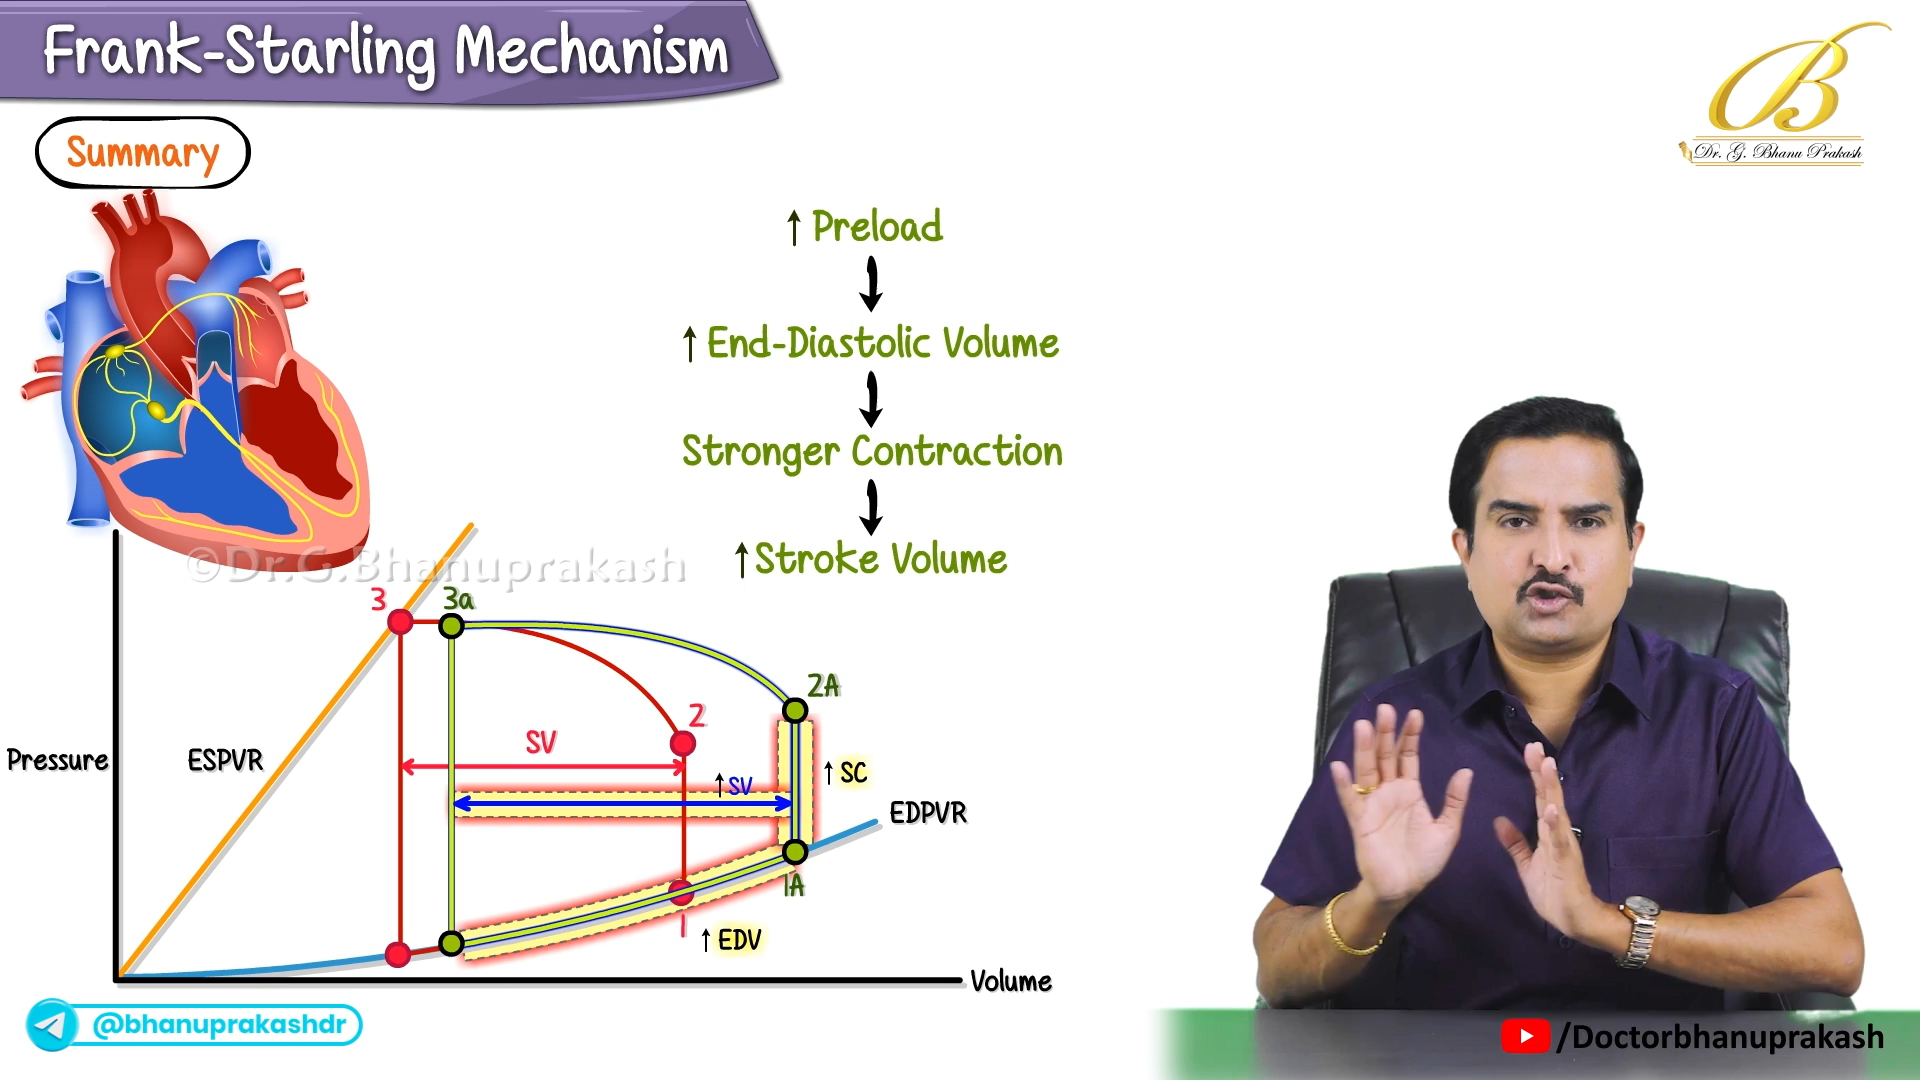 Frank-Starling Mechanism
Summary
Dr. G. Bhanu Prakash
↑ Preload
↑ End-Diastolic Volume
Stronger Contraction
↑ Stroke Volume
©Dr.G.Bhanuprakash
3
3a
2A
2
SV
↑ SV
↑ SC
Pressure
ESPVR
EDPVR
1A
1
↑ EDV
Volume
@bhanuprakashdr
/Doctorbhanuprakash